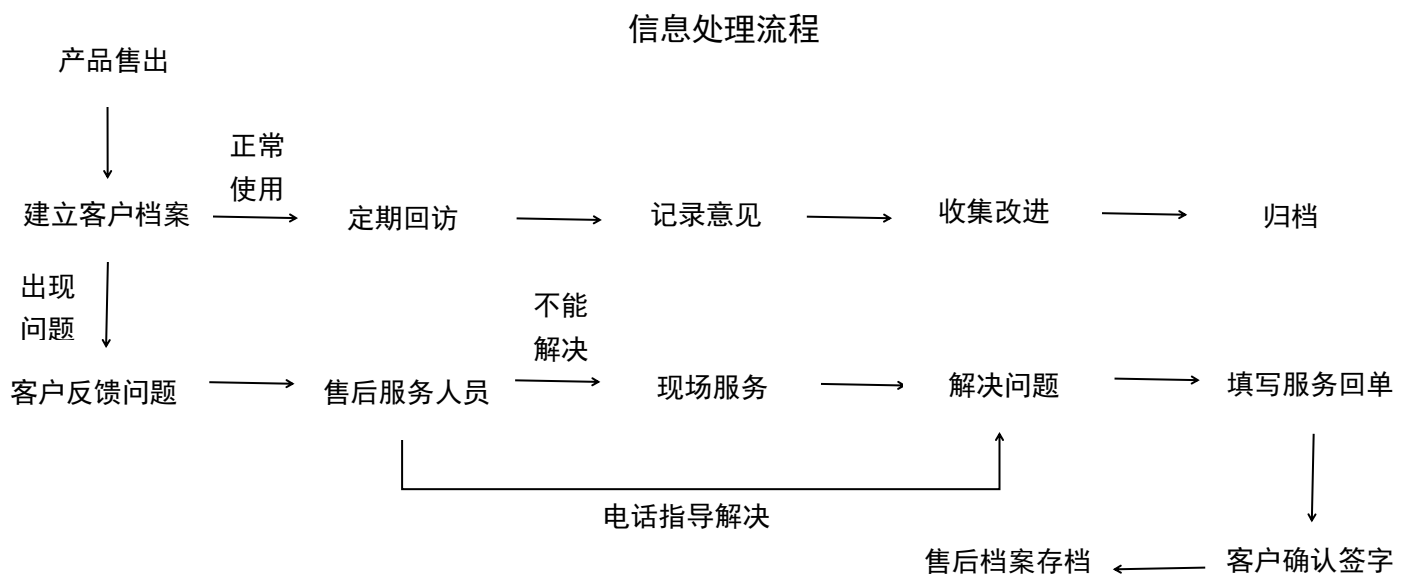 信息处理流程
产品售出
正常
使用
建立客户档案
定期回访
记录意见
收集改进
归档
出现
问题
不能
解决
客户反馈问题
售后服务人员
现场服务
解决问题
填写服务回单
电话指导解决
售后档案存档
客户确认签字